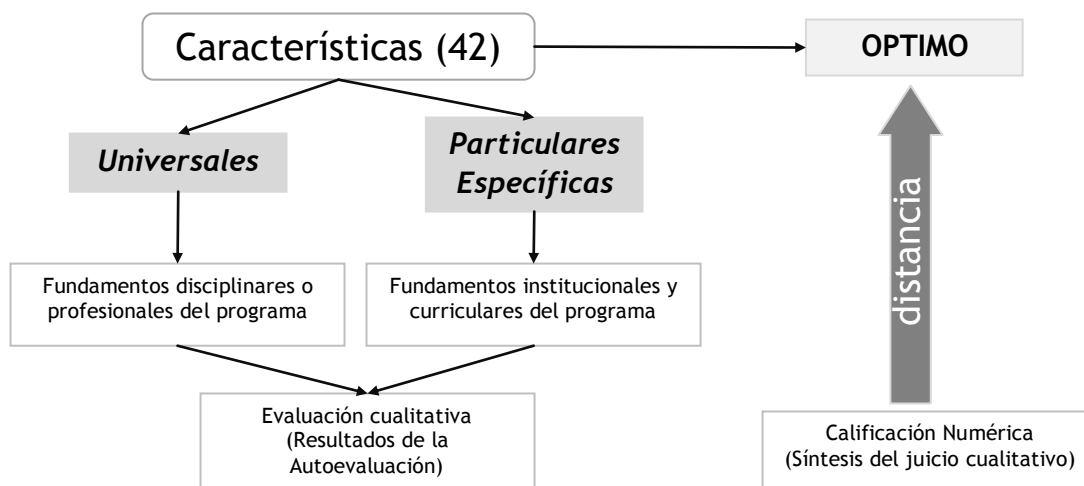 Características (42)
OPTIMO
Universales
Particulares
Específicas
distancia
Fundamentos disciplinares o
profesionales del programa
Fundamentos institucionales y
curriculares del programa
Evaluación cualitativa
(Resultados de la
Autoevaluación)
Calificación Numérica
(Síntesis del juicio cualitativo)